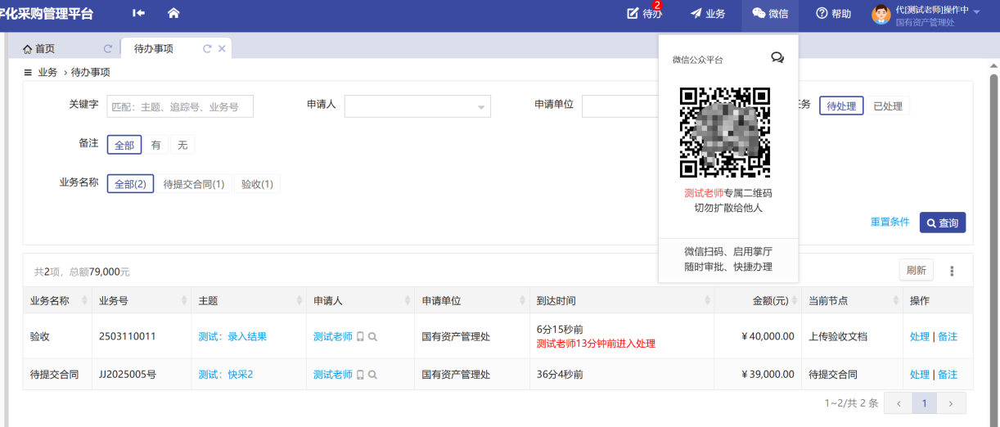 字化采购管理平台
待办 2 业务 微信 帮助 代[测试老师]操作中
国有资产管理处
首页 待办事项
业务 › 待办事项
微信公众平台
关键字 匹配：主题、追踪号、业务号 申请人 申请单位 待处理 已处理
备注 全部 有 无
业务名称 全部(2) 待提交合同(1) 验收(1)
测试老师专属二维码
切勿扩散给他人
重置条件 查询
微信扫码、启用掌厅
随时审批、快捷办理
共2项，总额79,000元 刷新
业务名称 业务号 主题 申请人 申请单位 到达时间 金额(元) 当前节点 操作
验收 2503110011 测试：录入结果 测试老师 国有资产管理处 6分15秒前 ¥40,000.00 上传验收文档 处理 | 备注
测试老师13分钟前进入处理
待提交合同 JJ2025005号 测试：快采2 测试老师 国有资产管理处 36分4秒前 ¥39,000.00 待提交合同 处理 | 备注
1~2/共 2 条 ‹ 1 ›